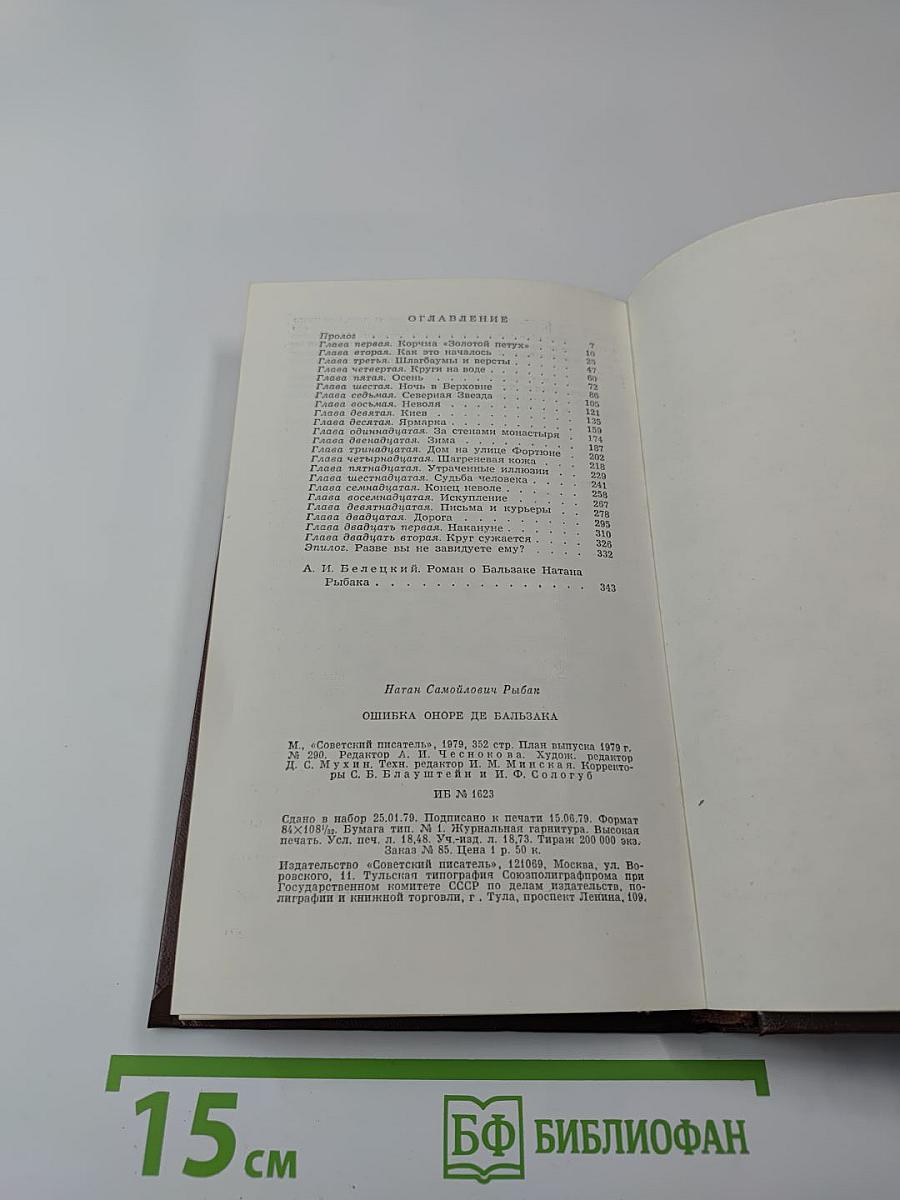 ОГЛАВЛЕНИЕ
Пролог . . . . . . . . . . . . . . . 7
Глава первая. Корчма «Золотой петух» . . . . 10
Глава вторая. Как это началось . . . . . . 25
Глава третья. Шлагбаумы и версты . . . . . 47
Глава четвертая. Круги на воде . . . . . . 60
Глава пятая. Осень . . . . . . . . . . 72
Глава шестая. Ночь в Верховне . . . . . . 86
Глава седьмая. Северная Звезда . . . . . . 105
Глава восьмая. Неволя . . . . . . . . . 121
Глава девятая. Киев . . . . . . . . . . 135
Глава десятая. Ярмарка . . . . . . . . . 159
Глава одиннадцатая. За стенами монастыря . . 174
Глава двенадцатая. Зима . . . . . . . . 187
Глава тринадцатая. Дом на улице Фортюне . . 202
Глава четырнадцатая. Шагреневая кожа . . . 218
Глава пятнадцатая. Утраченные иллюзии . . . 229
Глава шестнадцатая. Судьба человека . . . . 241
Глава семнадцатая. Конец неволе . . . . . 258
Глава восемнадцатая. Искупление . . . . . 267
Глава девятнадцатая. Письма и курьеры . . . 278
Глава двадцатая. Дорога . . . . . . . . 295
Глава двадцать первая. Накануне . . . . . 310
Глава двадцать вторая. Круг сужается . . . . 326
Эпилог. Разве вы не завидуете ему? . . . . 332
А. И. Белецкий. Роман о Бальзаке Натана
Рыбака . . . . . . . . . . . . . . 343
Натан Самойлович Рыбак
ОШИБКА ОНОРЕ ДЕ БАЛЬЗАКА
М., «Советский писатель», 1979, 352 стр. План выпуска 1979 г.
№ 290. Редактор А. И. Чеснокова. Худож. редактор
Д. С. Мухин. Техн. редактор И. М. Минская. Корректо-
ры С. Б. Блауштейн и И. Ф. Сологуб
ИБ № 1623
Сдано в набор 25.01.79. Подписано к печати 15.06.79. Формат
84×108¹/₃₂. Бумага тип. № 1. Журнальная гарнитура. Высокая
печать. Усл. печ. л. 18,48. Уч.-изд. л. 18,73. Тираж 200 000 экз.
Заказ № 85. Цена 1 р. 50 к.
Издательство «Советский писатель», 121069, Москва, ул. Во-
ровского, 11. Тульская типография Союзполиграфпрома при
Государственном комитете СССР по делам издательств, по-
лиграфии и книжной торговли, г. Тула, проспект Ленина, 109.
15 см
БФ БИБЛИОФАН